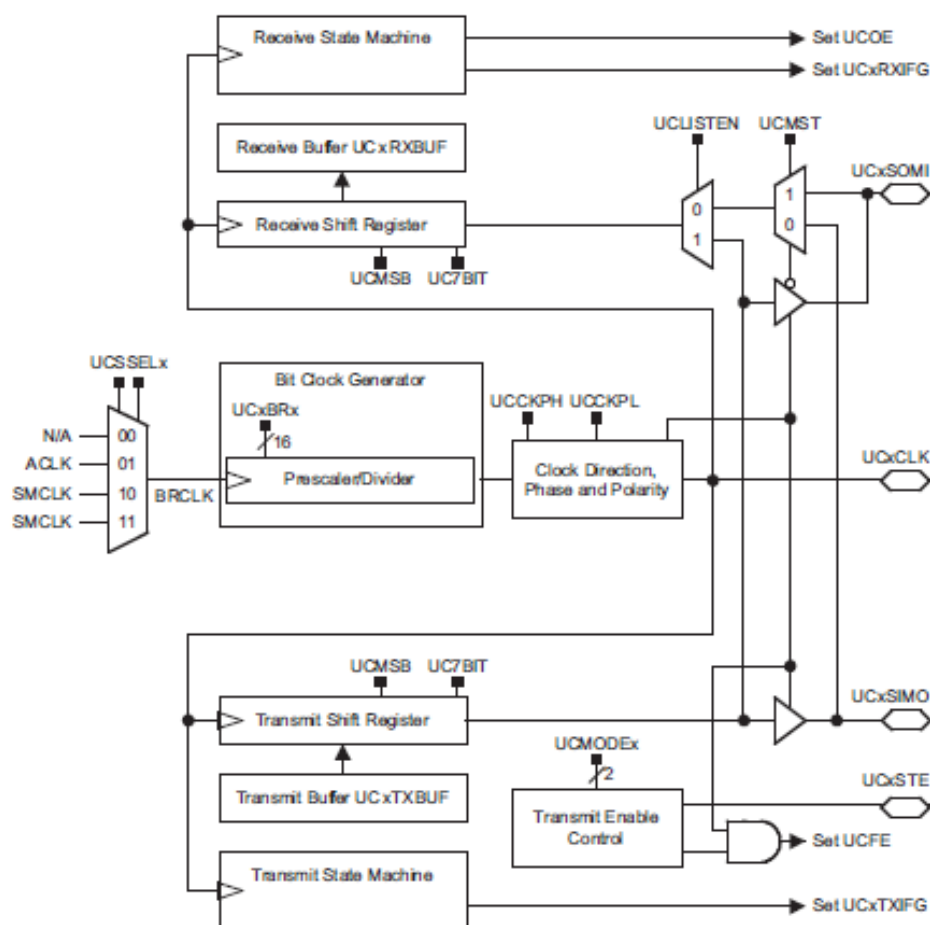 Receive State Machine
Set UCOE
Set UCxRXIFG
UCLISTEN
UCMST
Receive Buffer UCxRXBUF
UCxSOMI
0
1
1
0
Receive Shift Register
UCMSB
UC7BIT
UCSSELx
Bit Clock Generator
UCxBRx
16
UCCKPH
UCCKPL
N/A
00
ACLK
01
SMCLK
10
SMCLK
11
BRCLK
Prescaler/Divider
Clock Direction,
Phase and Polarity
UCxCLK
UCMSB
UC7BIT
Transmit Shift Register
UCxSIMO
UCMODEx
2
Transmit Buffer UCxTXBUF
UCxSTE
Transmit Enable
Control
Set UCFE
Transmit State Machine
Set UCxTXIFG